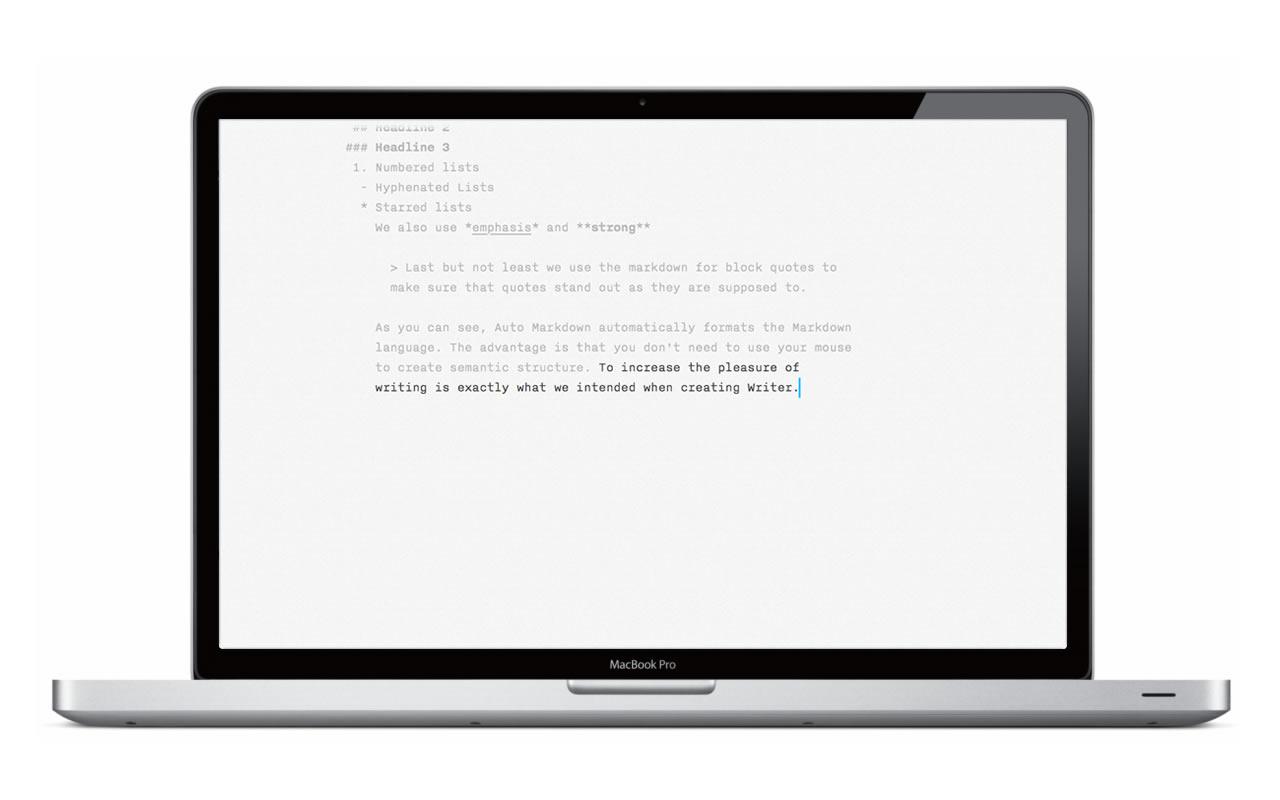 ## Headline 2
### Headline 3
1. Numbered lists
- Hyphenated Lists
* Starred lists
We also use *emphasis* and **strong**
> Last but not least we use the markdown for block quotes to
make sure that quotes stand out as they are supposed to.
As you can see, Auto Markdown automatically formats the Markdown
language. The advantage is that you don't need to use your mouse
to create semantic structure. To increase the pleasure of
writing is exactly what we intended when creating Writer.
MacBook Pro